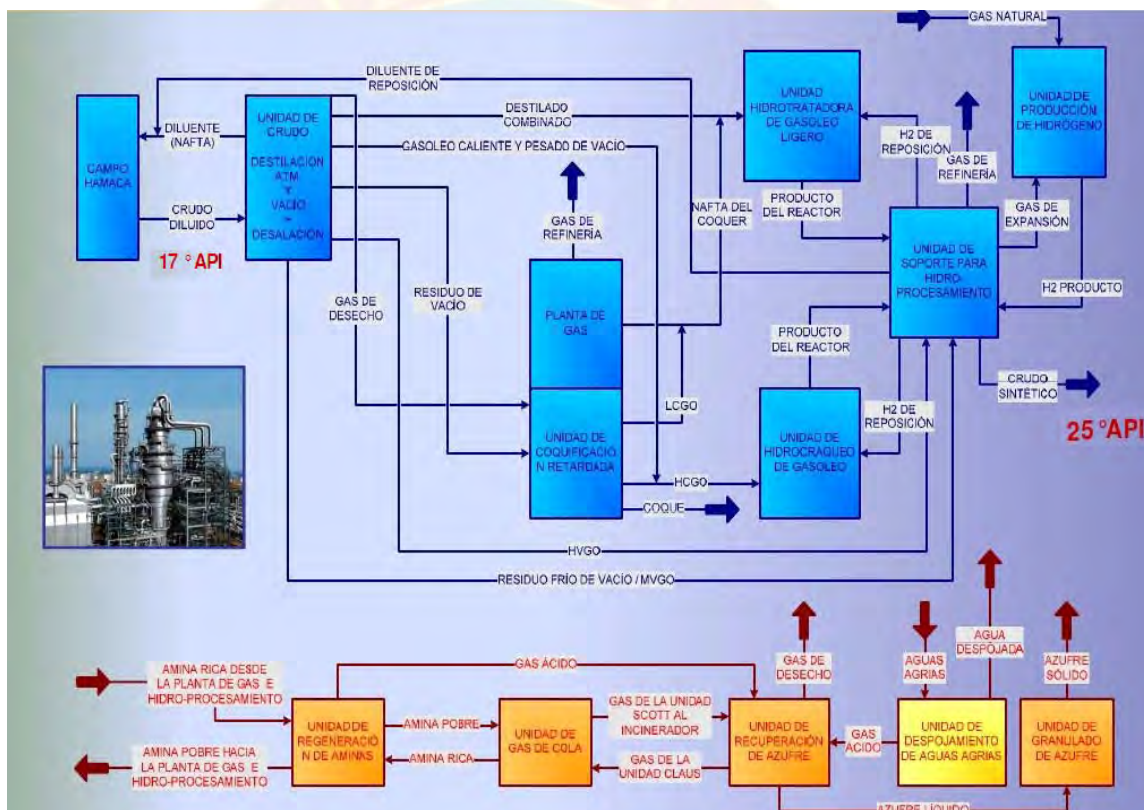 GAS NATURAL
DILUENTE DE
REPOSICIÓN
UNIDAD
HIDROTRATADORA
DE GASOLEO
LIGERO
UNIDAD DE
PRODUCCIÓN
DE HIDRÓGENO
DESTILADO
COMBINADO
UNIDAD DE
CRUDO
DESTILACIÓN
ATM
Y
VACÍO
–
DESALACIÓN
DILUENTE
(NAFTA)
CAMPO
HAMACA
CRUDO
DILUIDO
17 ° API
GASOLEO CALIENTE Y PESADO DE VACÍO
H2 DE
REPOSICIÓN
GAS DE
REFINERÍA
GAS DE
REFINERÍA
NAFTA DEL
COQUER
PRODUCTO
DEL REACTOR
GAS DE
EXPANSIÓN
UNIDAD DE
SOPORTE PARA
HIDRO-
PROCESAMIENTO
H2 PRODUCTO
GAS DE
DESECHO
RESIDUO DE
VACÍO
PLANTA DE
GAS
PRODUCTO
DEL REACTOR
CRUDO
SINTÉTICO
25 °API
LCGO
H2 DE
REPOSICIÓN
UNIDAD DE
COQUIFICACIÓ
N RETARDADA
UNIDAD DE
HIDROCRAQUEO
DE GASOLEO
HCGO
COQUE
HVGO
RESIDUO FRÍO DE VACÍO / MVGO
AMINA RICA DESDE
LA PLANTA DE GAS E
HIDRO-PROCESAMIENTO
GAS ÁCIDO
GAS DE
DESECHO
AGUAS
AGRIAS
AGUA
DESPOJADA
AZUFRE
SÓLIDO
UNIDAD DE
REGENERACIÓ
N DE AMINAS
AMINA POBRE
UNIDAD DE
GAS DE COLA
GAS DE LA UNIDAD
SCOTT AL
INCINERADOR
UNIDAD DE
RECUPERACIÓN
DE AZUFRE
GAS
ÁCIDO
UNIDAD DE
DESPOJAMIENTO
DE AGUAS AGRIAS
UNIDAD DE
GRANULADO
DE AZUFRE
AMINA POBRE HACIA
LA PLANTA DE GAS E
HIDRO-PROCESAMIENTO
AMINA RICA
GAS DE
LA UNIDAD CLAUS
AZUFRE LÍQUIDO